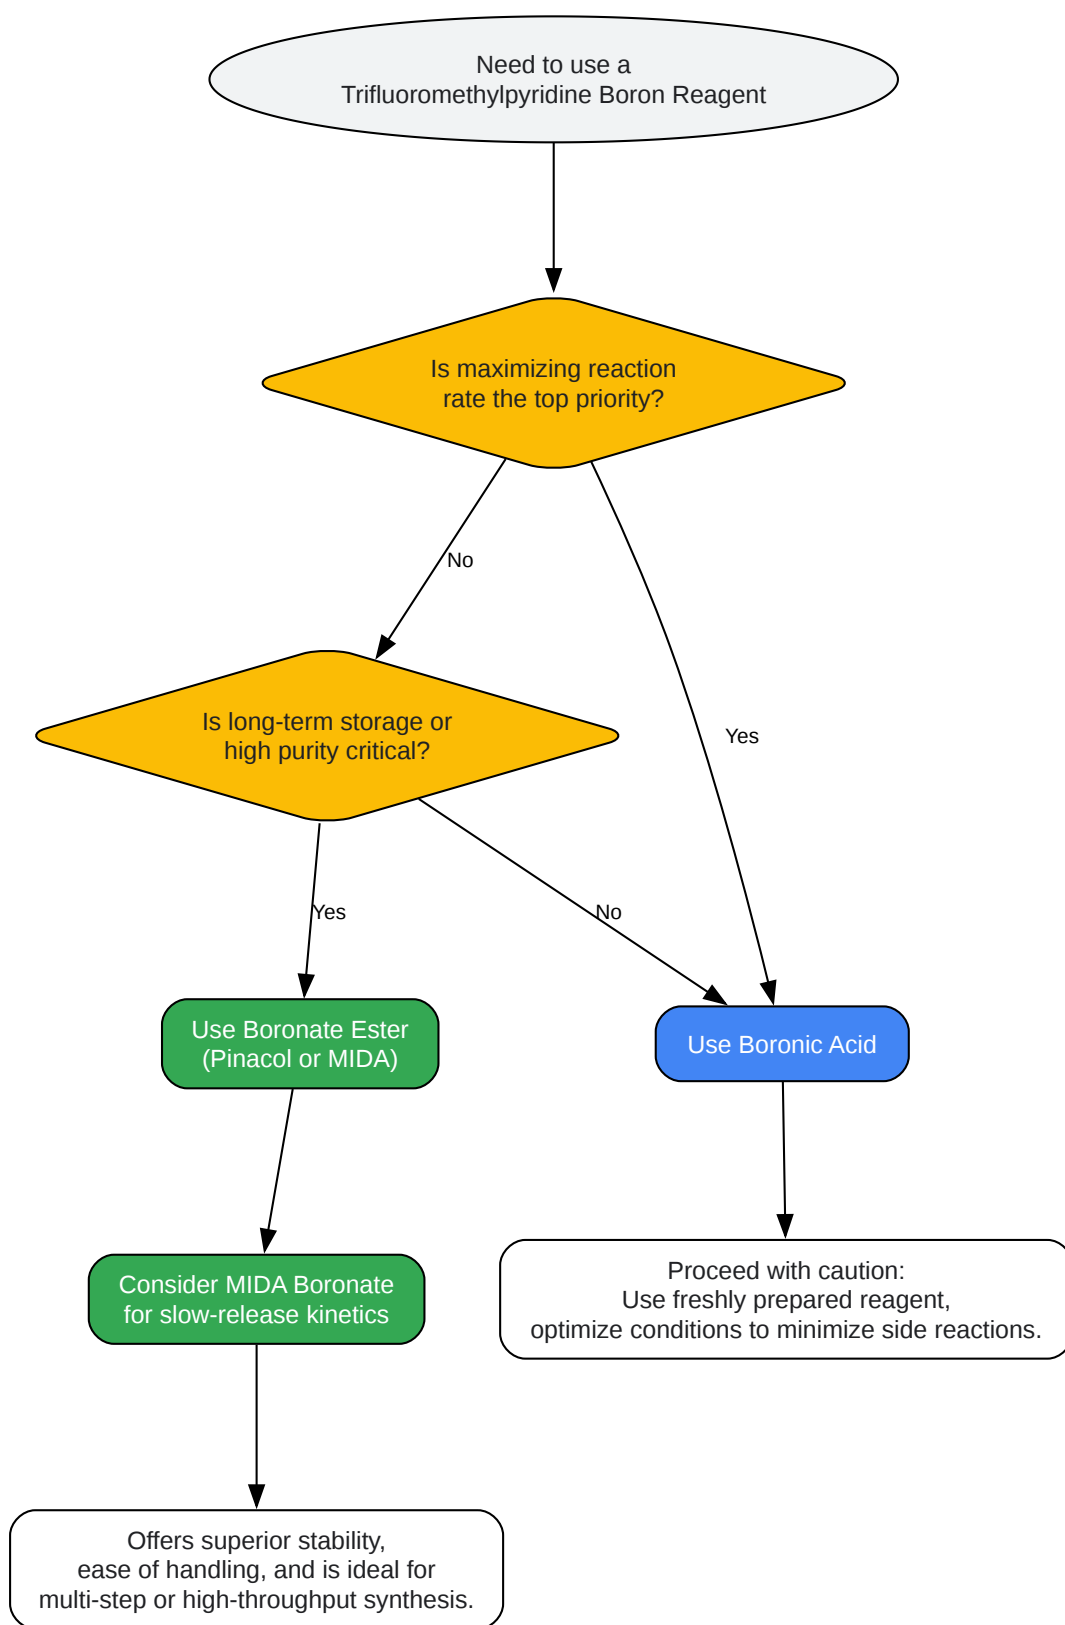 Need to use a
Trifluoromethylpyridine Boron Reagent
Is maximizing reaction
rate the top priority?
No
Is long-term storage or
high purity critical?
Yes
Yes
No
Use Boronate Ester
(Pinacol or MIDA)
Use Boronic Acid
Consider MIDA Boronate
for slow-release kinetics
Proceed with caution:
Use freshly prepared reagent,
optimize conditions to minimize side reactions.
Offers superior stability,
ease of handling, and is ideal for
multi-step or high-throughput synthesis.